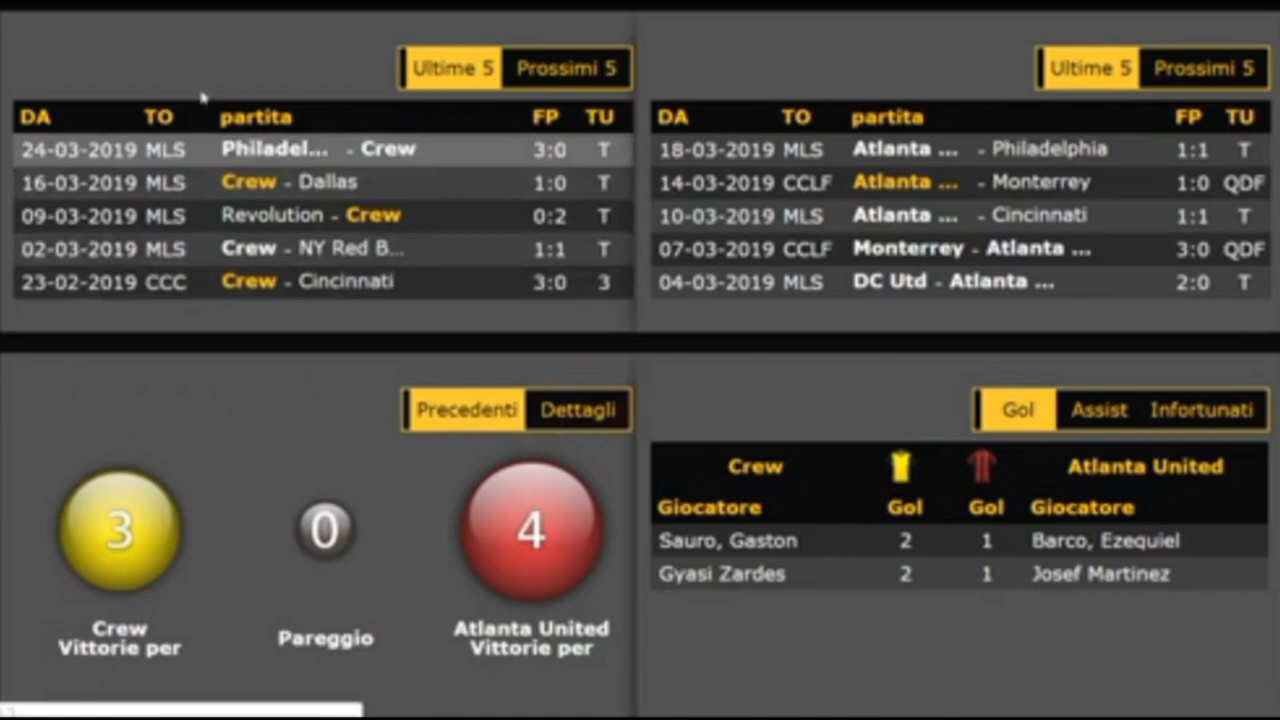 Ultime 5 Prossimi 5
DA TO partita FP TU
24-03-2019 MLS Philadel... - Crew 3:0 T
16-03-2019 MLS Crew - Dallas 1:0 T
09-03-2019 MLS Revolution - Crew 0:2 T
02-03-2019 MLS Crew - NY Red B... 1:1 T
23-02-2019 CCC Crew - Cincinnati 3:0 3
Ultime 5 Prossimi 5
DA TO partita FP TU
18-03-2019 MLS Atlanta ... - Philadelphia 1:1 T
14-03-2019 CCLF Atlanta ... - Monterrey 1:0 QDF
10-03-2019 MLS Atlanta ... - Cincinnati 1:1 T
07-03-2019 CCLF Monterrey - Atlanta ... 3:0 QDF
04-03-2019 MLS DC Utd - Atlanta ... 2:0 T
Precedenti Dettagli
3 0 4
Crew
Vittorie per
Pareggio
Atlanta United
Vittorie per
Gol Assist Infortunati
Crew Atlanta United
Giocatore Gol Gol Giocatore
Sauro, Gaston 2 1 Barco, Ezequiel
Gyasi Zardes 2 1 Josef Martinez